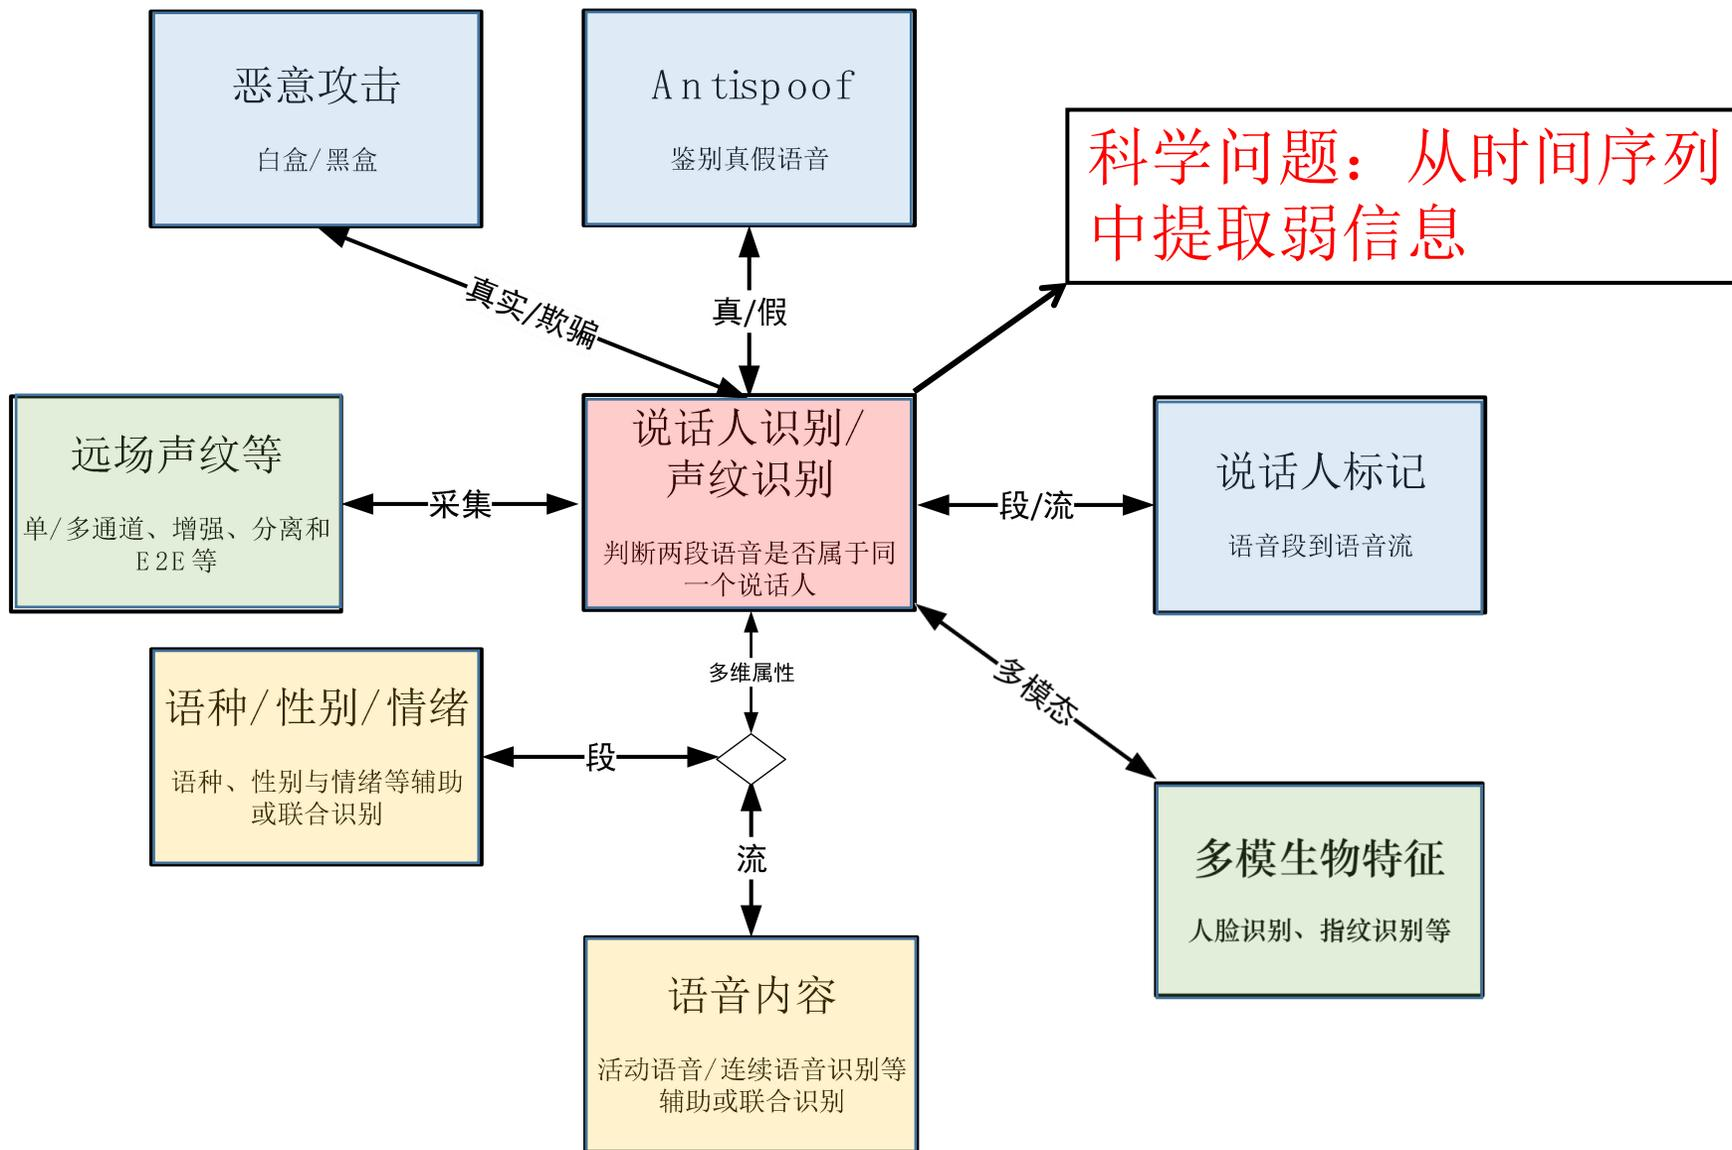 恶意攻击
白盒/黑盒
Antispoof
鉴别真假语音
科学问题：从时间序列
中提取弱信息
真实/欺骗
真/假
远场声纹等
单/多通道、增强、分离和
E2E等
采集
说话人识别/
声纹识别
判断两段语音是否属于同
一个说话人
段/流
说话人标记
语音段到语音流
多维属性
多模态
语种/性别/情绪
语种、性别与情绪等辅助
或联合识别
段
流
多模生物特征
人脸识别、指纹识别等
语音内容
活动语音/连续语音识别等
辅助或联合识别